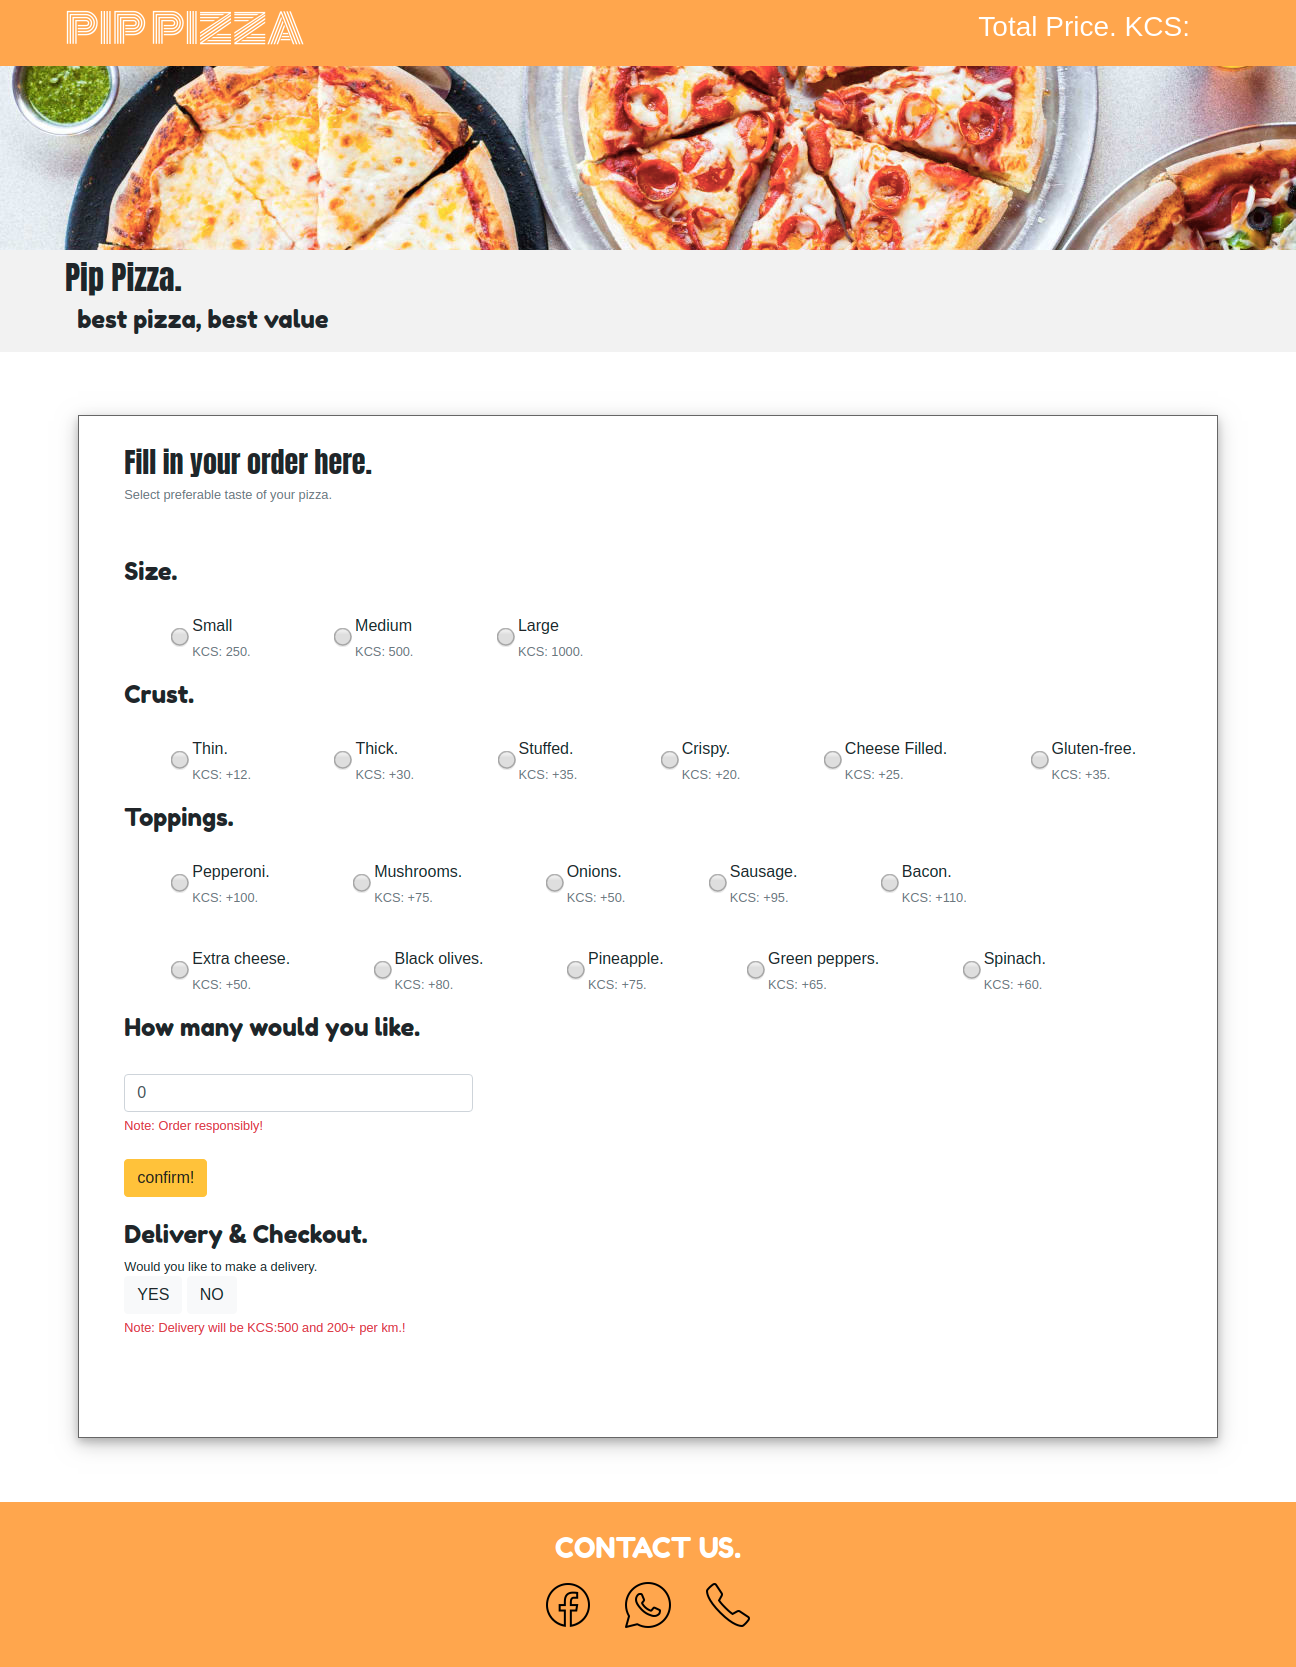 PIP PIZZA
Total Price. KCS:
Pip Pizza.
best pizza, best value
Fill in your order here.
Select preferable taste of your pizza.
Size.
Small Medium Large
KCS: 250. KCS: 500. KCS: 1000.
Crust.
Thin. Thick. Stuffed. Crispy. Cheese Filled. Gluten-free.
KCS: +12. KCS: +30. KCS: +35. KCS: +20. KCS: +25. KCS: +35.
Toppings.
Pepperoni. Mushrooms. Onions. Sausage. Bacon.
KCS: +100. KCS: +75. KCS: +50. KCS: +95. KCS: +110.
Extra cheese. Black olives. Pineapple. Green peppers. Spinach.
KCS: +50. KCS: +80. KCS: +75. KCS: +65. KCS: +60.
How many would you like.
0
Note: Order responsibly!
confirm!
Delivery & Checkout.
Would you like to make a delivery.
YES NO
Note: Delivery will be KCS:500 and 200+ per km.!
CONTACT US.